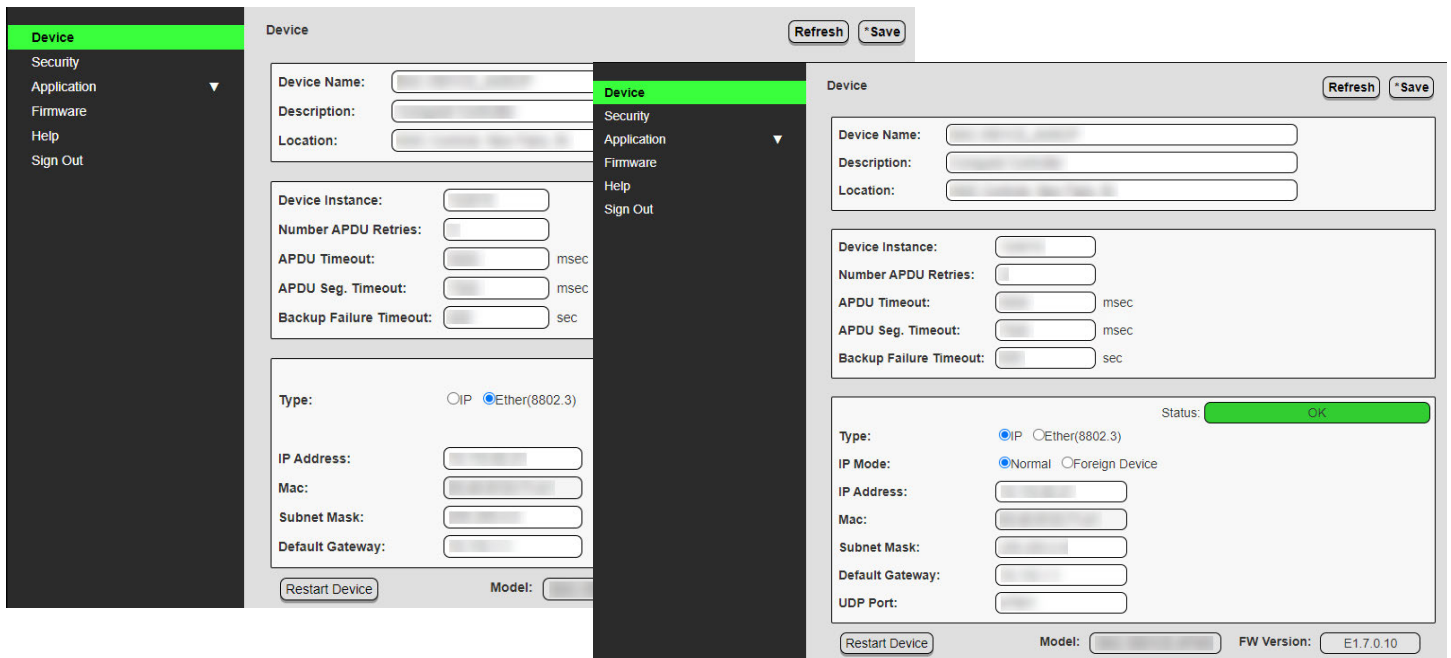 Device
Security
Application ▼
Firmware
Help
Sign Out
Device
Refresh *Save
Device Name:
Description:
Location:
Device Instance:
Number APDU Retries:
APDU Timeout: msec
APDU Seg. Timeout: msec
Backup Failure Timeout: sec
Type: IP Ether(8802.3)
IP Address:
Mac:
Subnet Mask:
Default Gateway:
Restart Device Model:
Device
Security
Application ▼
Firmware
Help
Sign Out
Device
Refresh *Save
Device Name:
Description:
Location:
Device Instance:
Number APDU Retries:
APDU Timeout: msec
APDU Seg. Timeout: msec
Backup Failure Timeout: sec
Status: OK
Type: IP Ether(8802.3)
IP Mode: Normal Foreign Device
IP Address:
Mac:
Subnet Mask:
Default Gateway:
UDP Port:
Restart Device Model: FW Version: E1.7.0.10